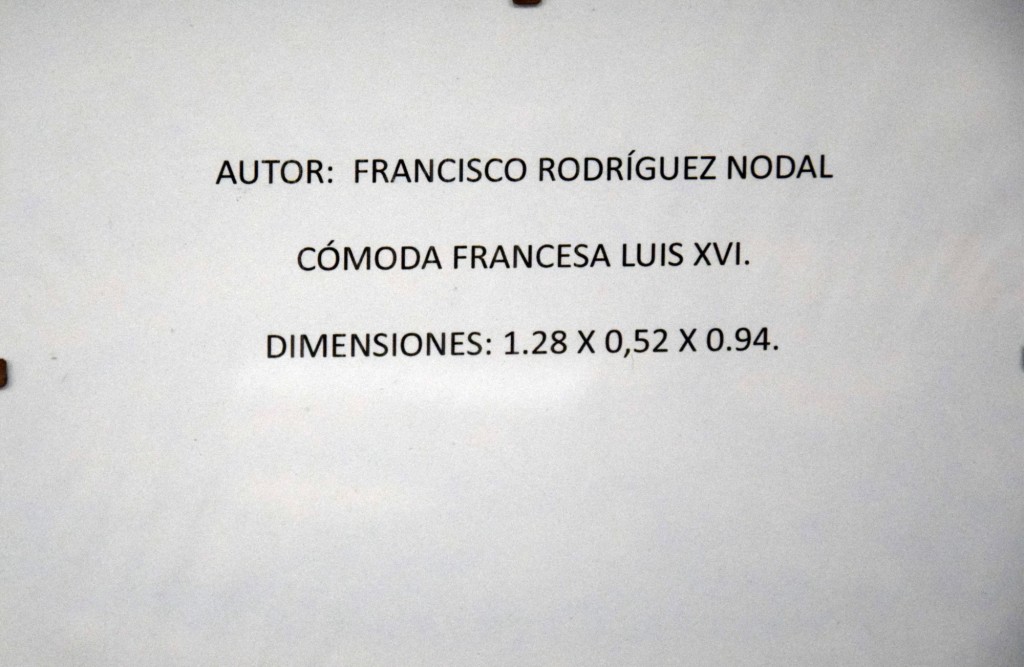 AUTOR:  FRANCISCO RODRÍGUEZ NODAL
CÓMODA FRANCESA LUIS XVI.
DIMENSIONES: 1.28 X 0,52 X 0.94.